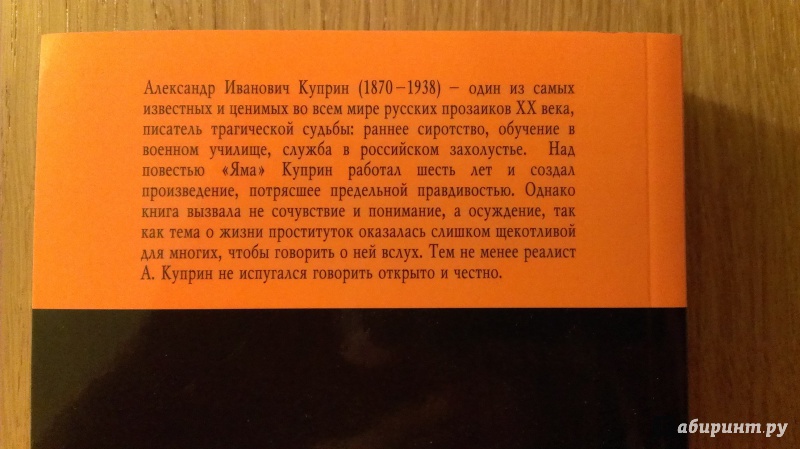 Александр Иванович Куприн (1870–1938) – один из самых
известных и ценимых во всем мире русских прозаиков XX века,
писатель трагической судьбы: раннее сиротство, обучение в
военном училище, служба в российском захолустье. Над
повестью «Яма» Куприн работал шесть лет и создал
произведение, потрясшее предельной правдивостью. Однако
книга вызвала не сочувствие и понимание, а осуждение, так
как тема о жизни проституток оказалась слишком щекотливой
для многих, чтобы говорить о ней вслух. Тем не менее реалист
А. Куприн не испугался говорить открыто и честно.
абиринт.ру